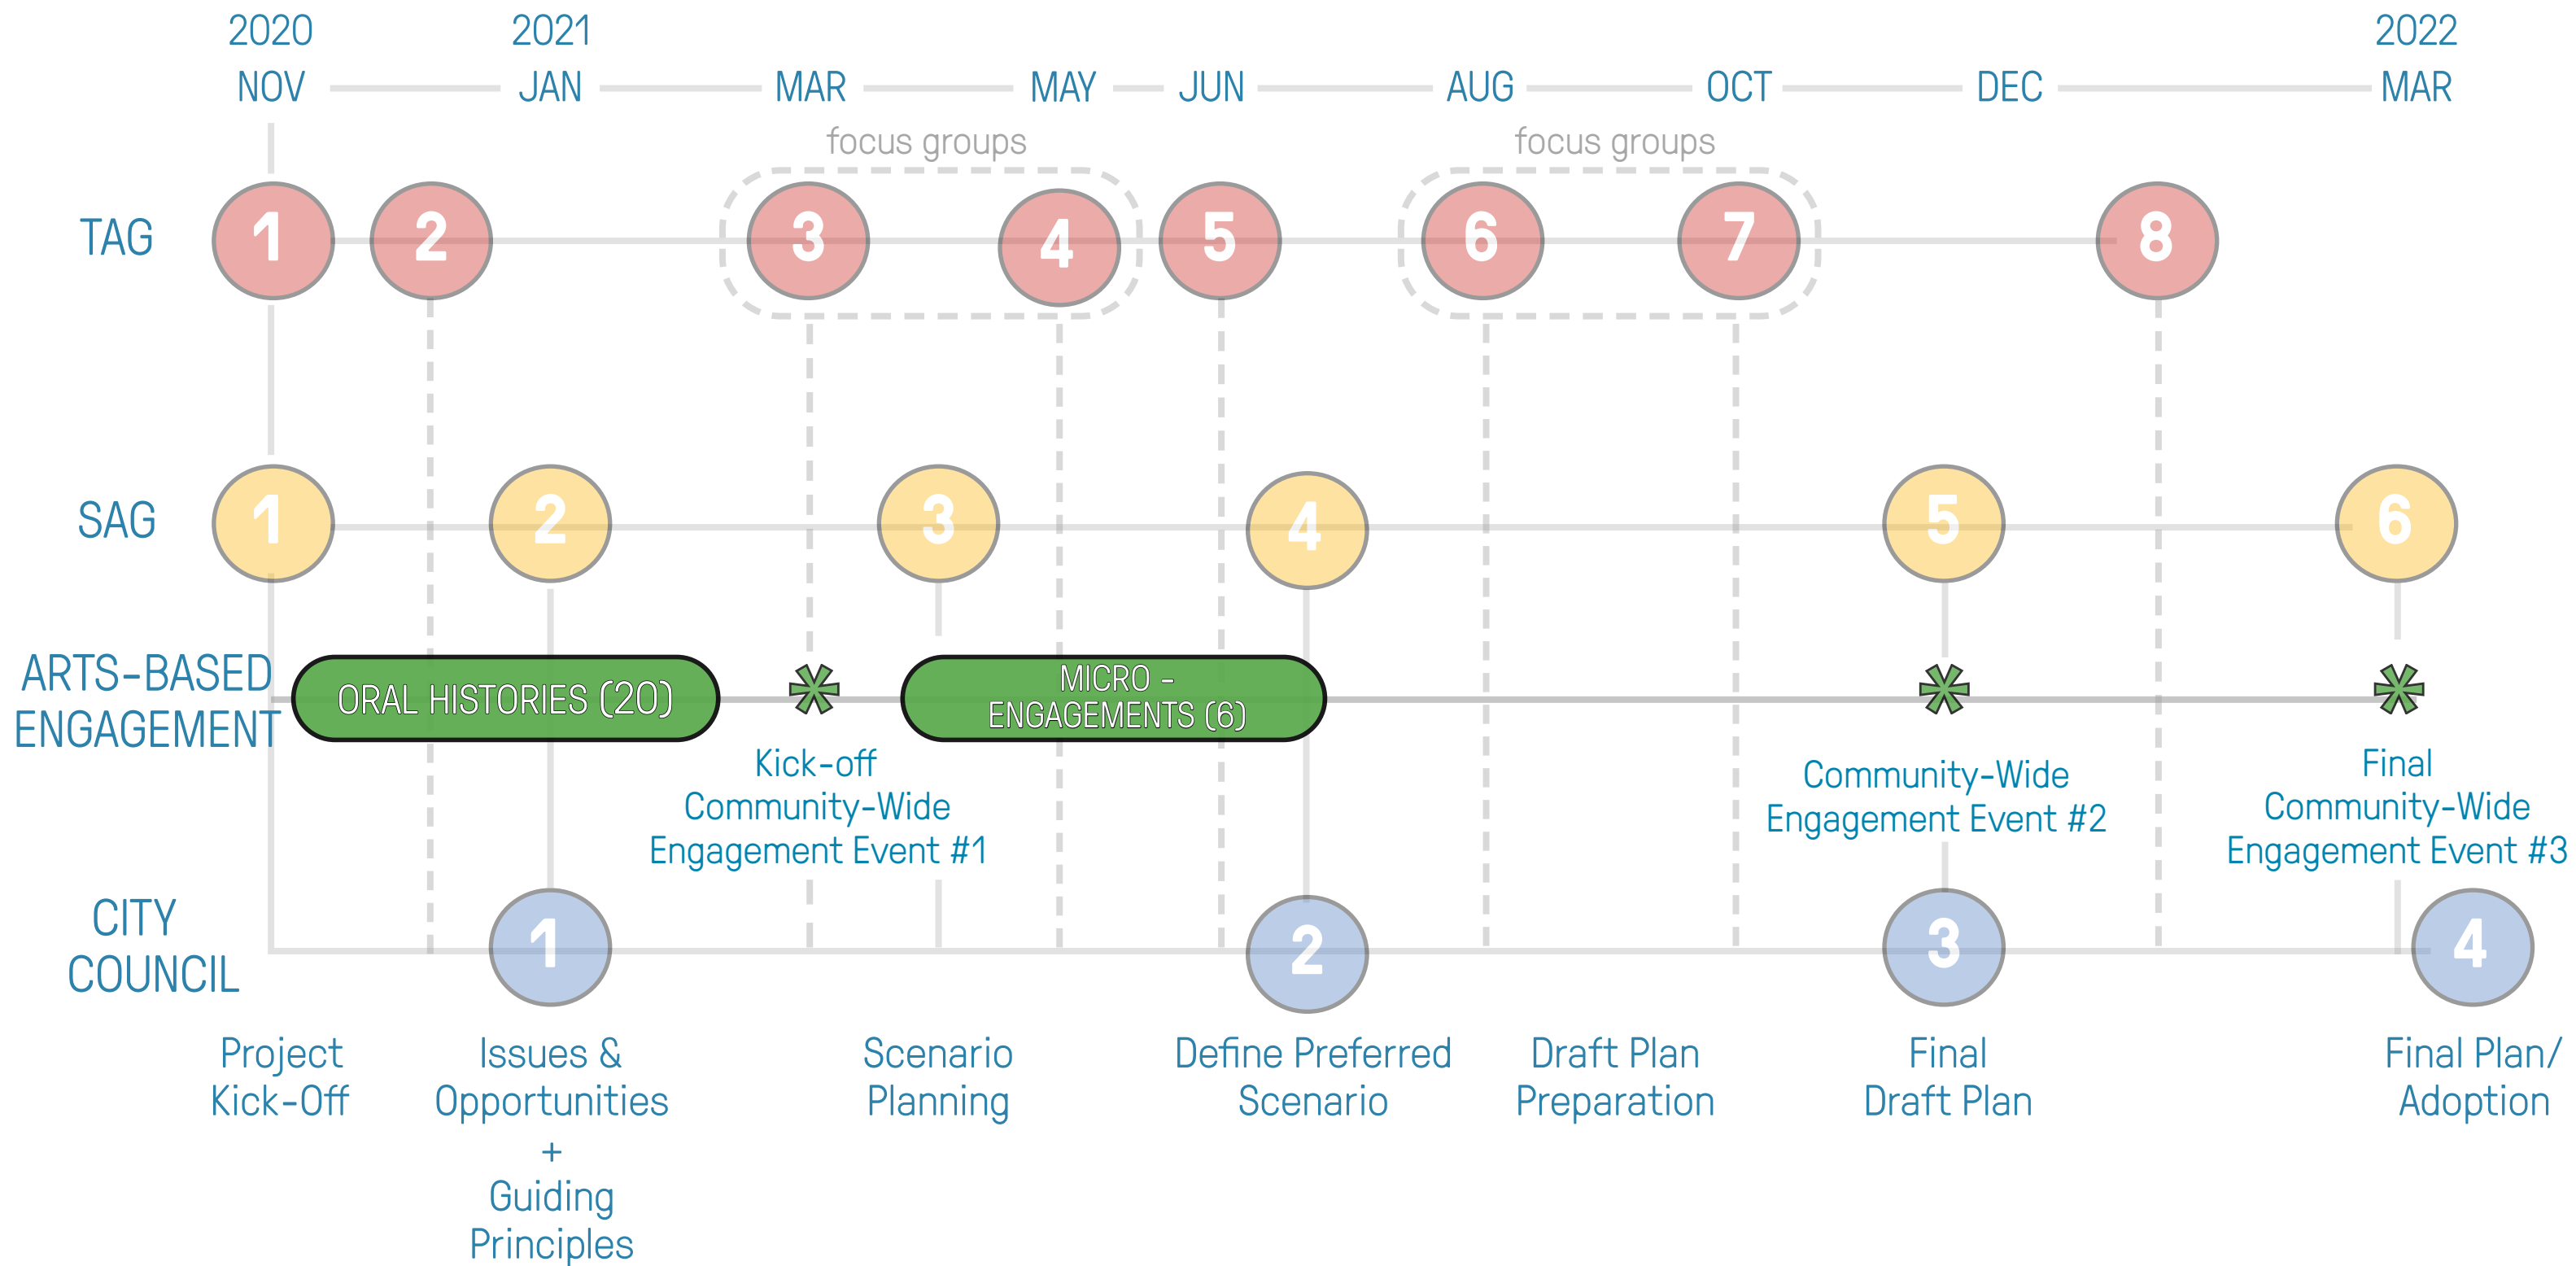 2020 2021 2022
NOV JAN MAR MAY JUN AUG OCT DEC MAR
focus groups focus groups
TAG 1 2 3 4 5 6 7 8
SAG 1 2 3 4 5 6
ARTS-BASED
ENGAGEMENT
ORAL HISTORIES (20)
MICRO -
ENGAGEMENTS (6)
Kick-off
Community-Wide
Engagement Event #1
Community-Wide
Engagement Event #2
Final
Community-Wide
Engagement Event #3
CITY
COUNCIL
1 2 3 4
Project
Kick-Off
Issues &
Opportunities
+
Guiding
Principles
Scenario
Planning
Define Preferred
Scenario
Draft Plan
Preparation
Final
Draft Plan
Final Plan/
Adoption